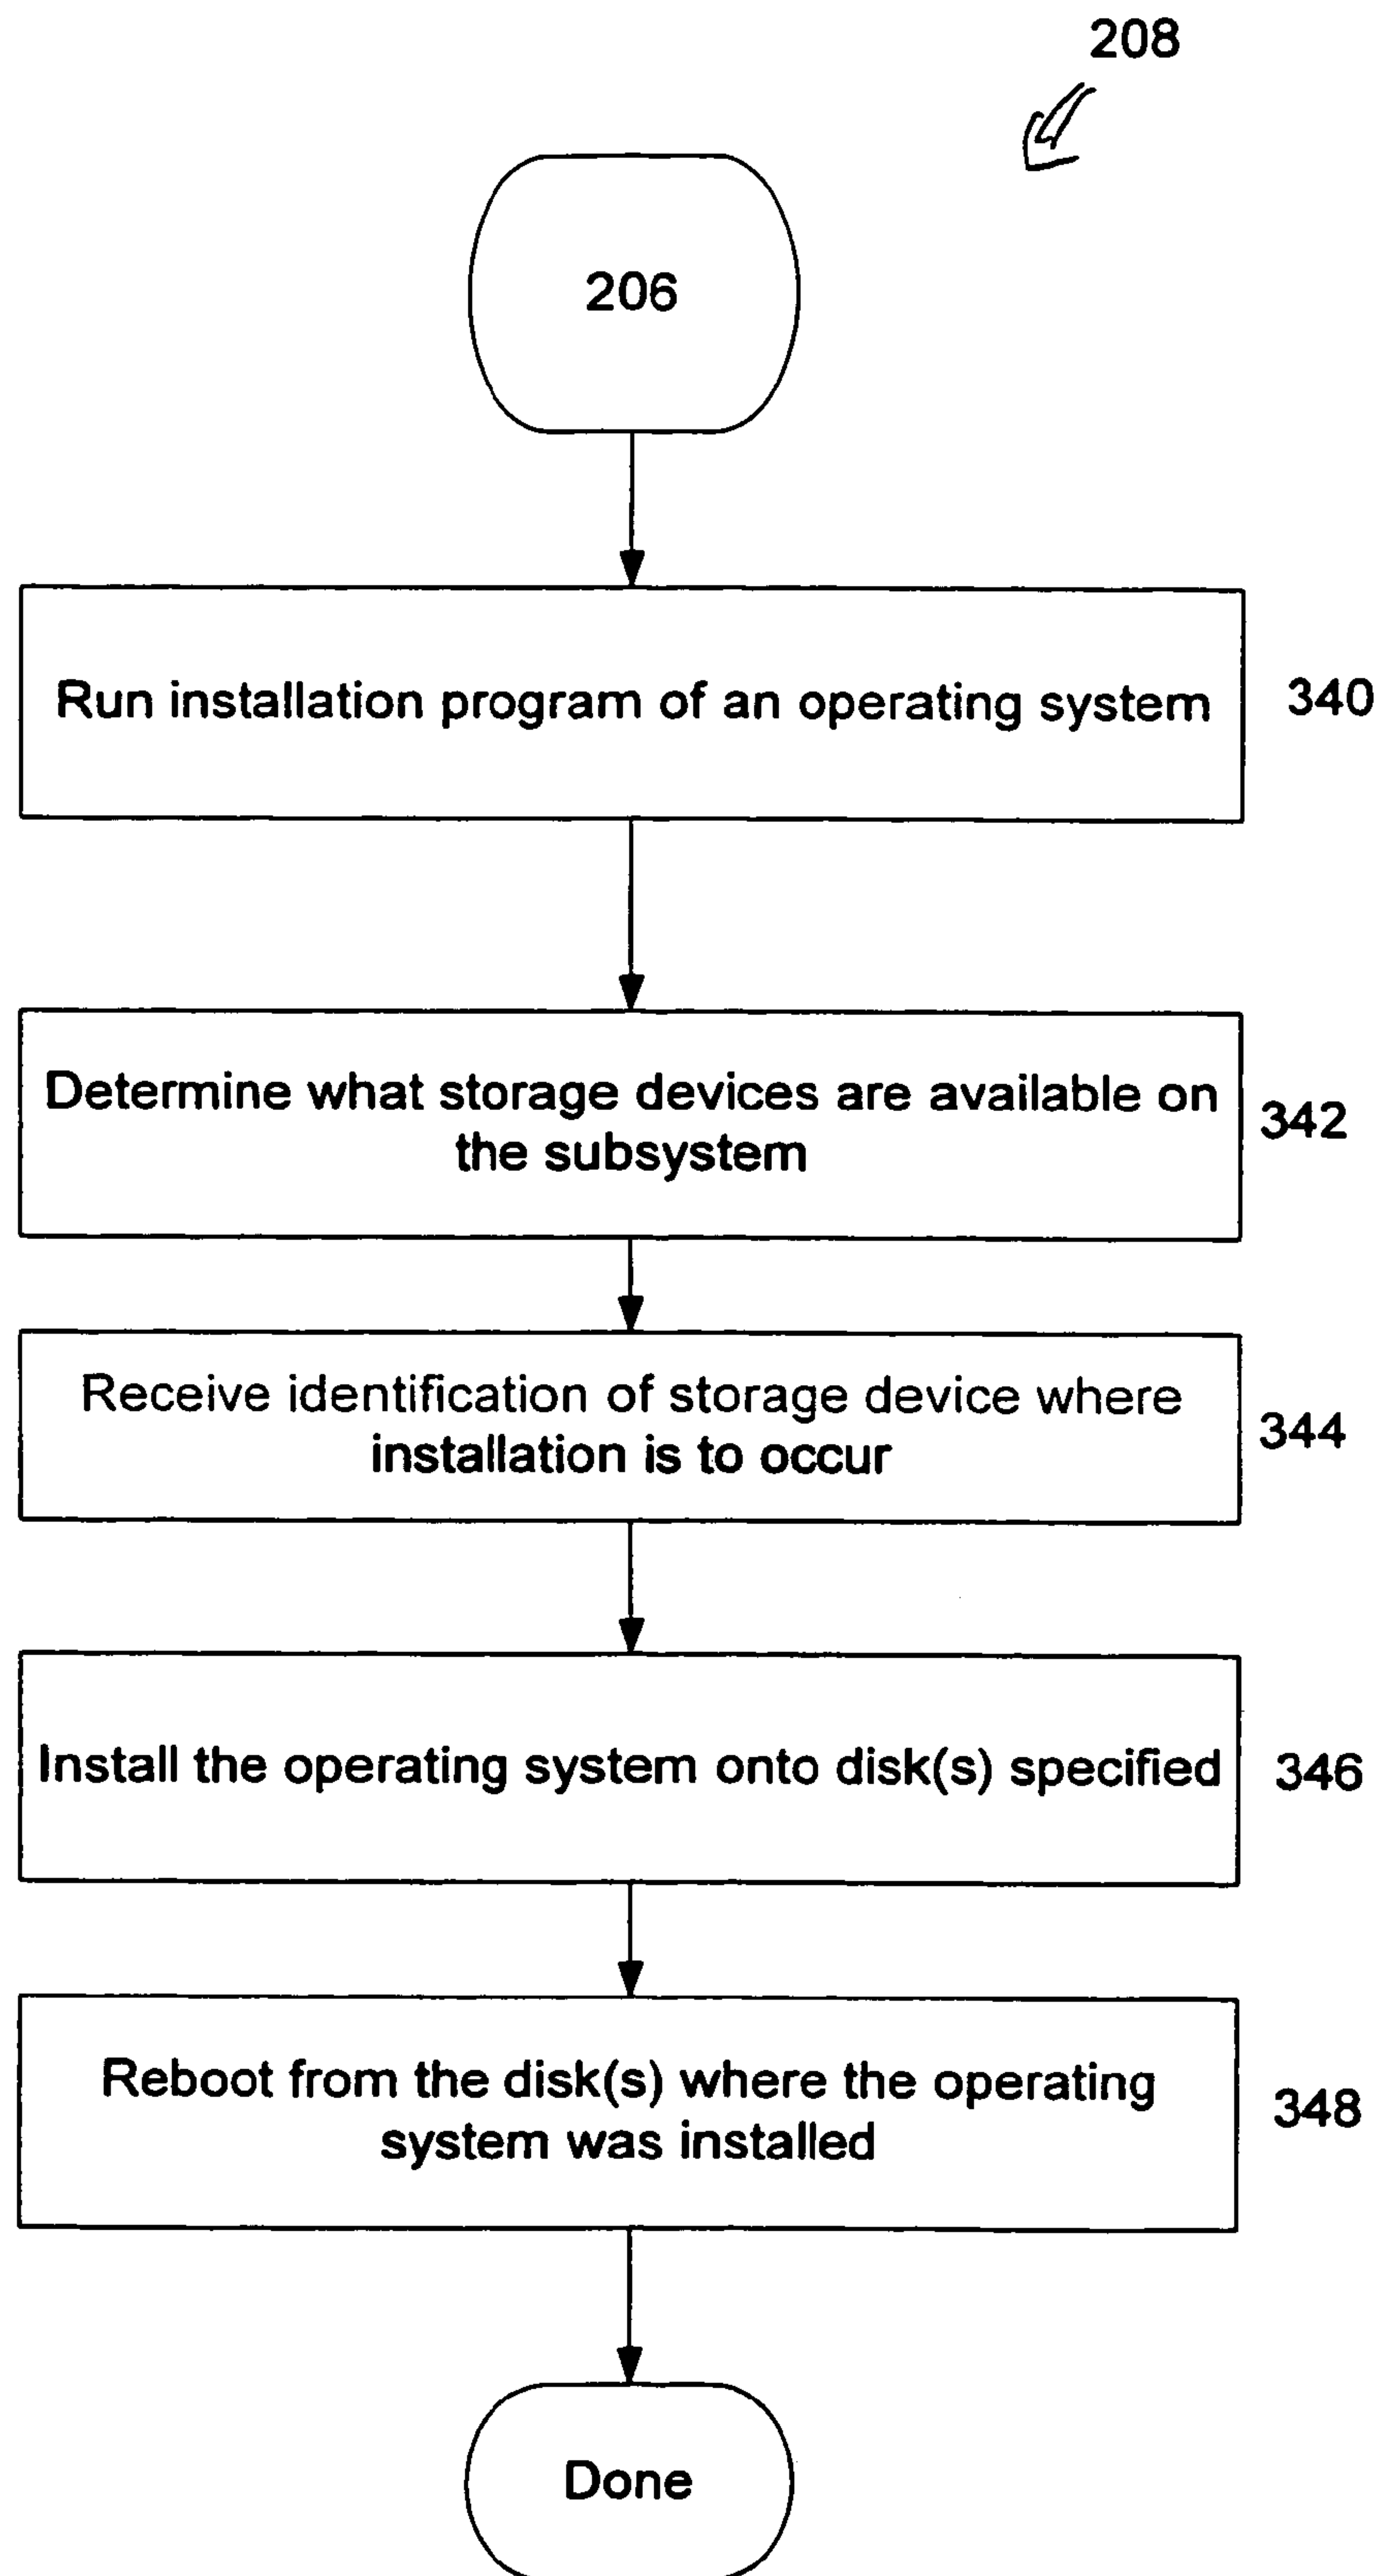 208
206
Run installation program of an operating system
340
Determine what storage devices are available on
the subsystem
342
Receive identification of storage device where
installation is to occur
344
Install the operating system onto disk(s) specified
346
Reboot from the disk(s) where the operating
system was installed
348
Done